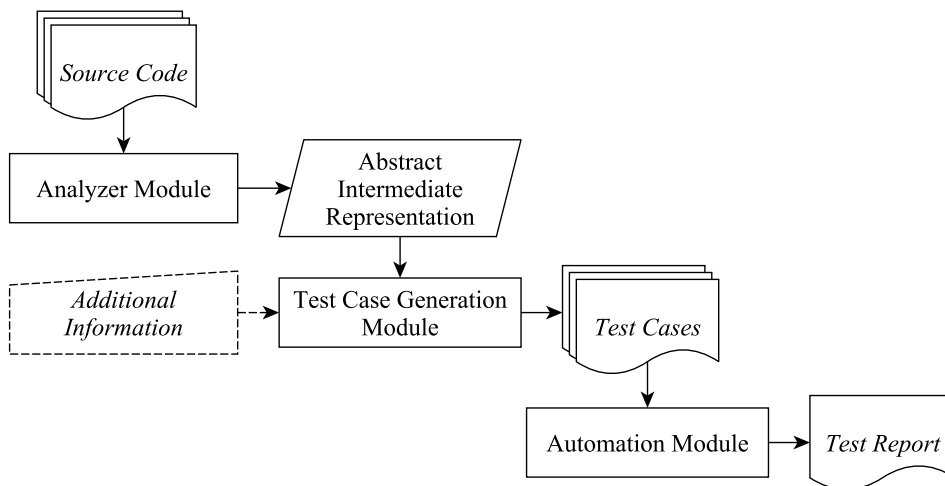 Source Code
Analyzer Module
Abstract
Intermediate
Representation
Additional
Information
Test Case Generation
Module
Test Cases
Automation Module
Test Report